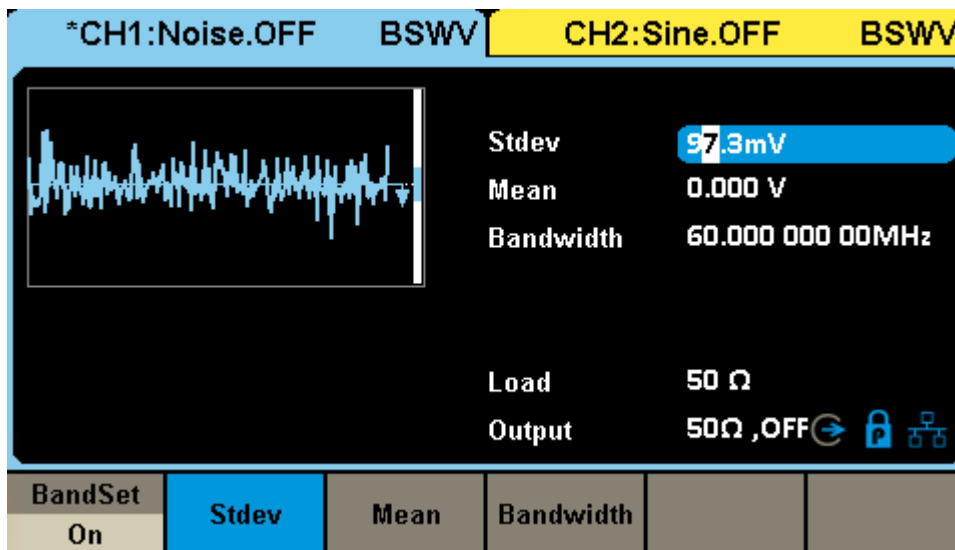 *CH1:Noise.OFF BSWV CH2:Sine.OFF BSWV
Stdev 97.3mV
Mean 0.000 V
Bandwidth 60.000 000 00MHz
Load 50 Ω
Output 50Ω ,OFF P
BandSet
On
Stdev Mean Bandwidth